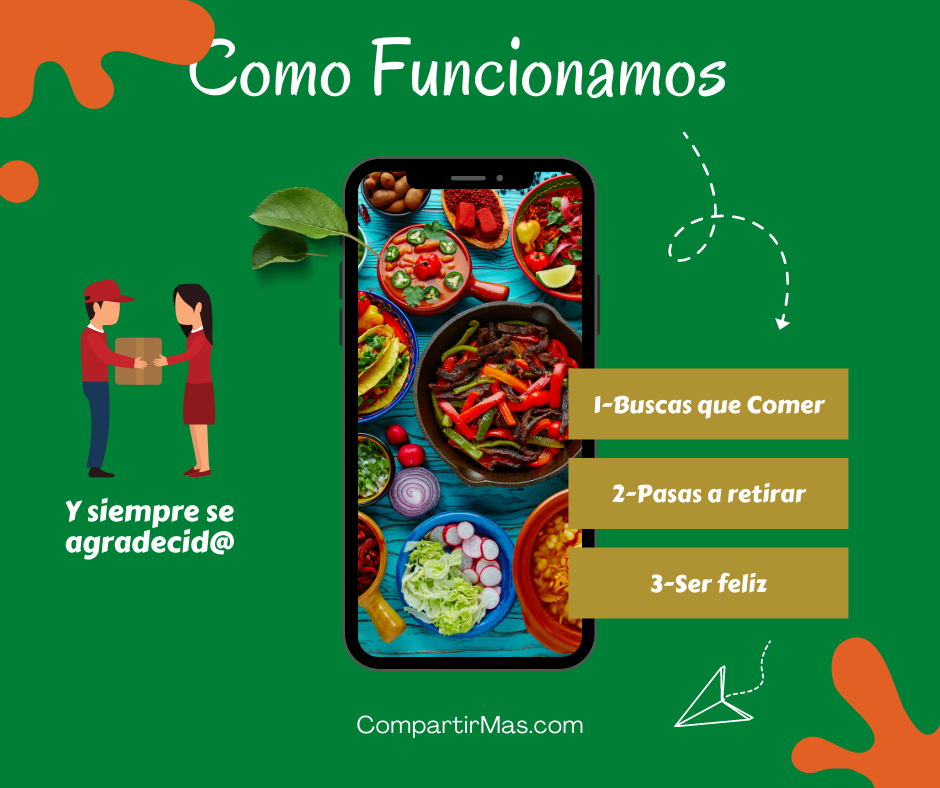 Como Funcionamos
1-Buscas que Comer
2-Pasas a retirar
3-Ser feliz
Y siempre se
agradecid@
CompartirMas.com